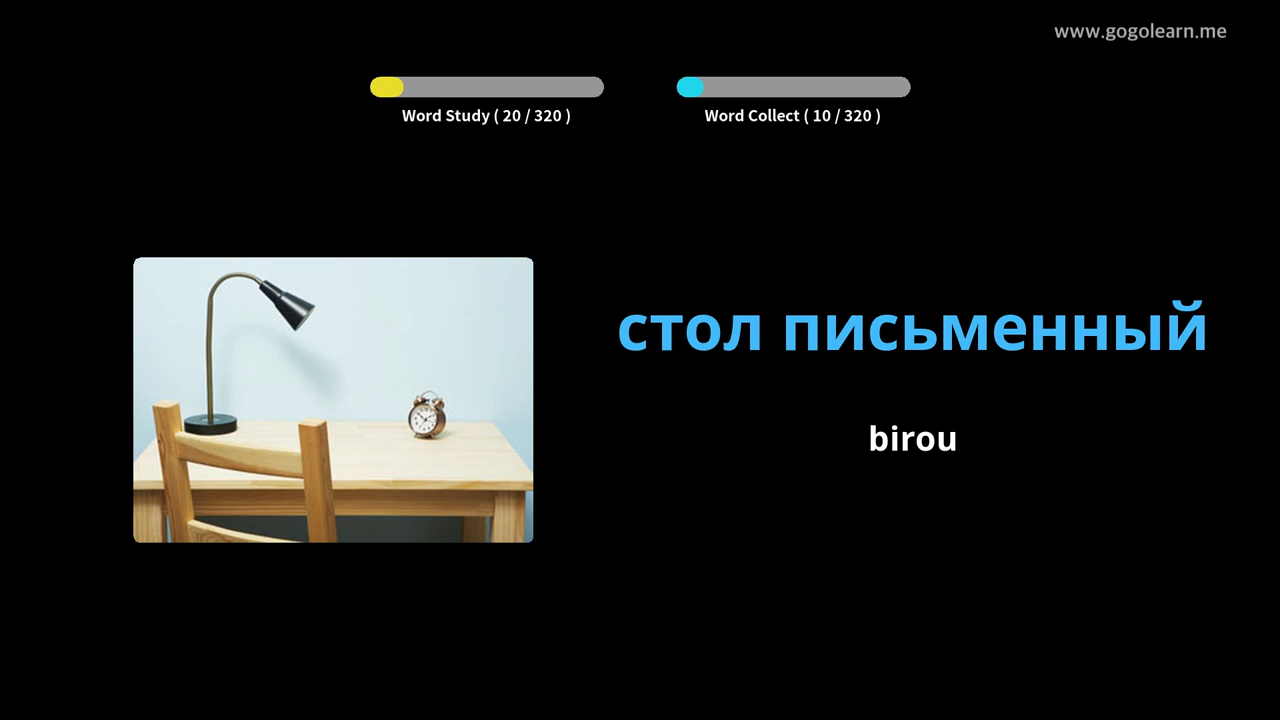 www.gogolearn.me
Word Study ( 20 / 320 )
Word Collect ( 10 / 320 )
стол письменный
birou